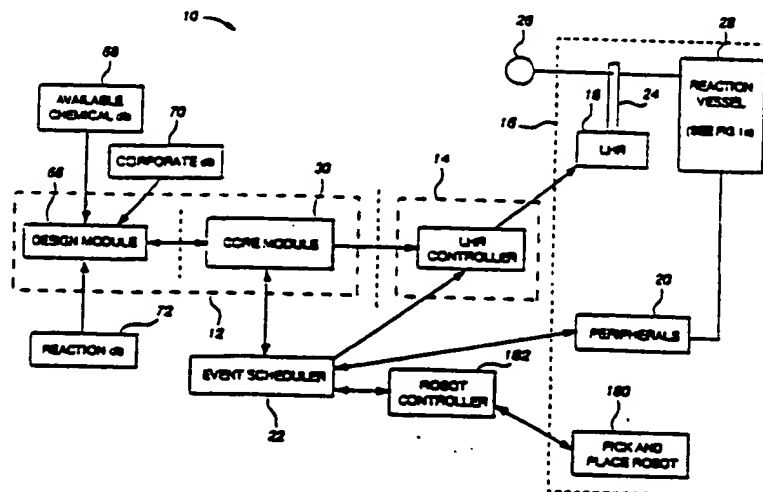 10
26
28
68
AVAILABLE
CHEMICAL db
70
CORPORATE db
16
18
24
REACTION
VESSEL
(SEE FIG. 1a)
LHR
14
30
DESIGN MODULE
CORE MODULE
LHR
CONTROLLER
20
REACTION db
72
12
PERIPHERALS
182
EVENT SCHEDULER
22
ROBOT
CONTROLLER
180
PICK AND
PLACE ROBOT